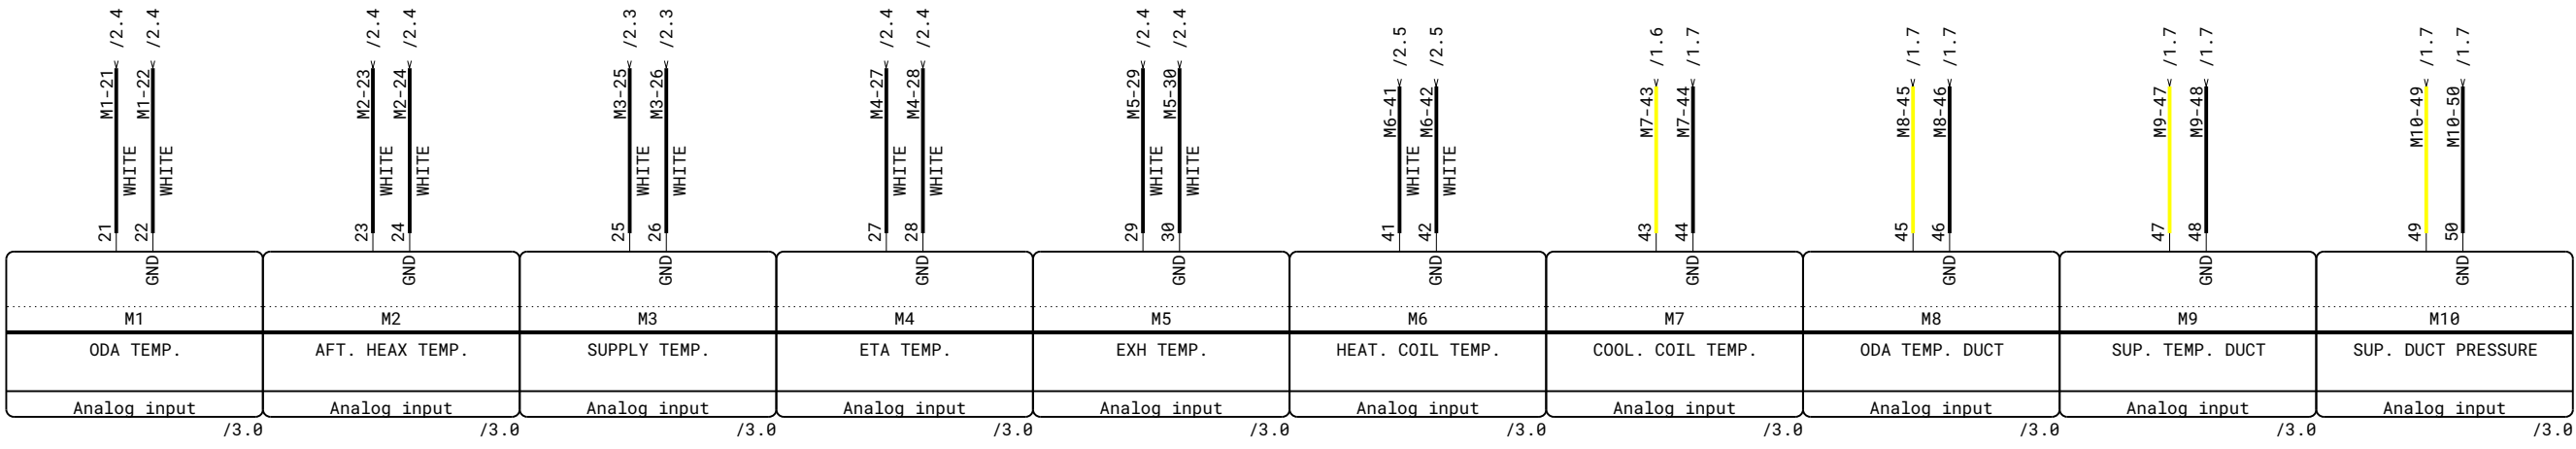 /2.4 /2.4 /2.4 /2.4 /2.3 /2.3 /2.4 /2.4 /2.4 /2.4 /2.5 /2.5 /1.6 /1.7 /1.7 /1.7 /1.7 /1.7 /1.7 /1.7
M1-21 M1-22 M2-23 M2-24 M3-25 M3-26 M4-27 M4-28 M5-29 M5-30 M6-41 M6-42 M7-43 M7-44 M8-45 M8-46 M9-47 M9-48 M10-49 M10-50
WHITE WHITE WHITE WHITE WHITE WHITE WHITE WHITE WHITE WHITE WHITE WHITE
21 22 23 24 25 26 27 28 29 30 41 42 43 44 45 46 47 48 49 50
GND GND GND GND GND GND GND GND GND GND
M1 M2 M3 M4 M5 M6 M7 M8 M9 M10
ODA TEMP. AFT. HEAX TEMP. SUPPLY TEMP. ETA TEMP. EXH TEMP. HEAT. COIL TEMP. COOL. COIL TEMP. ODA TEMP. DUCT SUP. TEMP. DUCT SUP. DUCT PRESSURE
Analog input Analog input Analog input Analog input Analog input Analog input Analog input Analog input Analog input Analog input
/3.0 /3.0 /3.0 /3.0 /3.0 /3.0 /3.0 /3.0 /3.0 /3.0